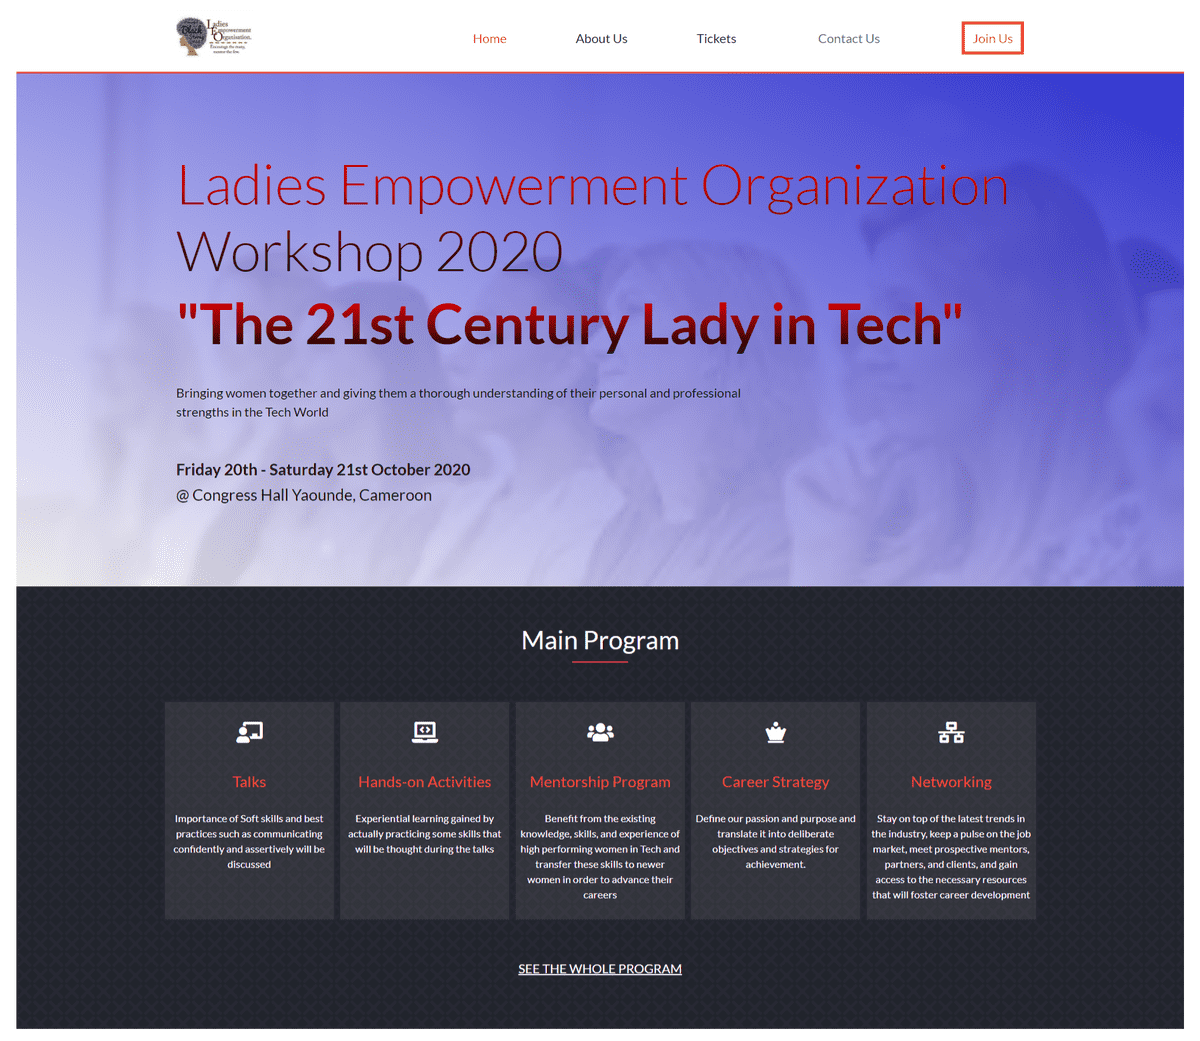 Ladies
Empowerment
Organisation.
Home
About Us
Tickets
Contact Us
Join Us
Ladies Empowerment Organization
Workshop 2020
"The 21st Century Lady in Tech"
Bringing women together and giving them a thorough understanding of their personal and professional
strengths in the Tech World
Friday 20th - Saturday 21st October 2020
@ Congress Hall Yaounde, Cameroon
Main Program
Talks
Importance of Soft skills and best
practices such as communicating
confidently and assertively will be
discussed
Hands-on Activities
Experiential learning gained by
actually practicing some skills that
will be thought during the talks
Mentorship Program
Benefit from the existing
knowledge, skills, and experience of
high performing women in Tech and
transfer these skills to newer
women in order to advance their
careers
Career Strategy
Define our passion and purpose and
translate it into deliberate
objectives and strategies for
achievement.
Networking
Stay on top of the latest trends in
the industry, keep a pulse on the job
market, meet prospective mentors,
partners, and clients, and gain
access to the necessary resources
that will foster career development
SEE THE WHOLE PROGRAM